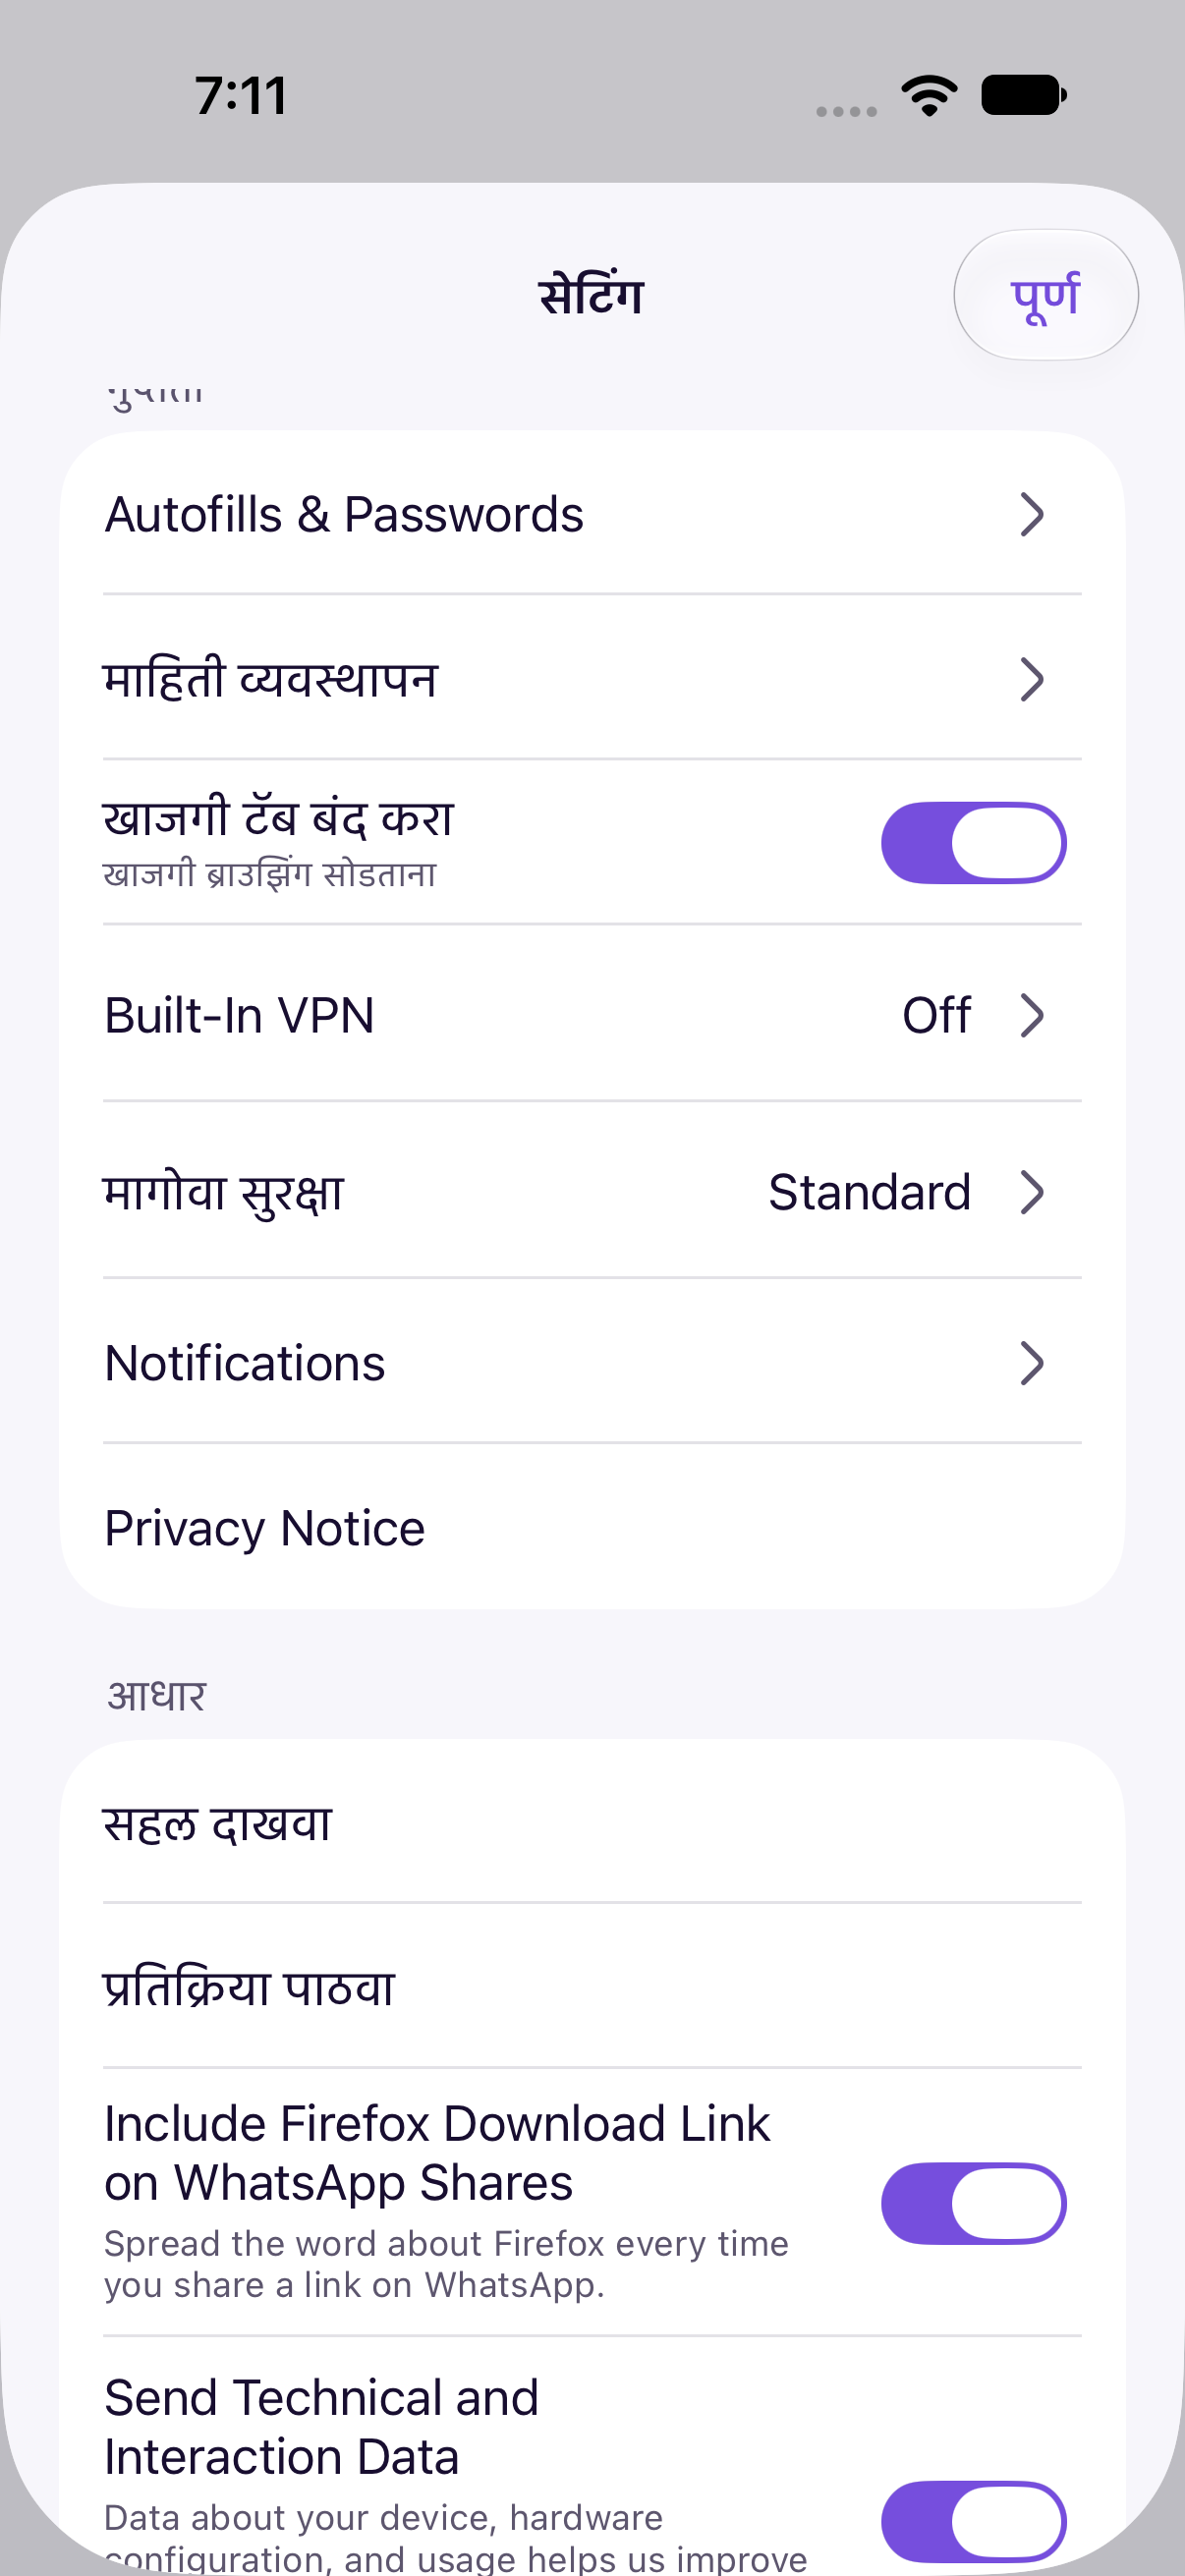 7:11
सेटिंग
पूर्ण
Autofills & Passwords
माहिती व्यवस्थापन
खाजगी टॅब बंद करा
खाजगी ब्राउझिंग सोडताना
Built-In VPN
Off
मागोवा सुरक्षा
Standard
Notifications
Privacy Notice
आधार
सहल दाखवा
प्रतिक्रिया पाठवा
Include Firefox Download Link
on WhatsApp Shares
Spread the word about Firefox every time
you share a link on WhatsApp.
Send Technical and
Interaction Data
Data about your device, hardware
configuration, and usage helps us improve